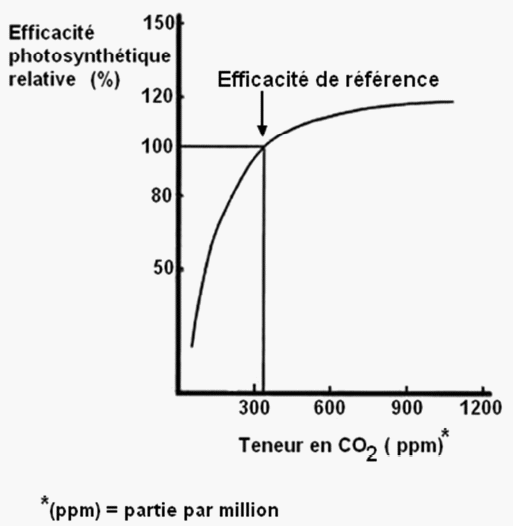 Efficacité
photosynthétique
relative (%)
150
120
Efficacité de référence
100
80
50
300 600 900 1200
Teneur en CO2 ( ppm)*
*(ppm) = partie par million